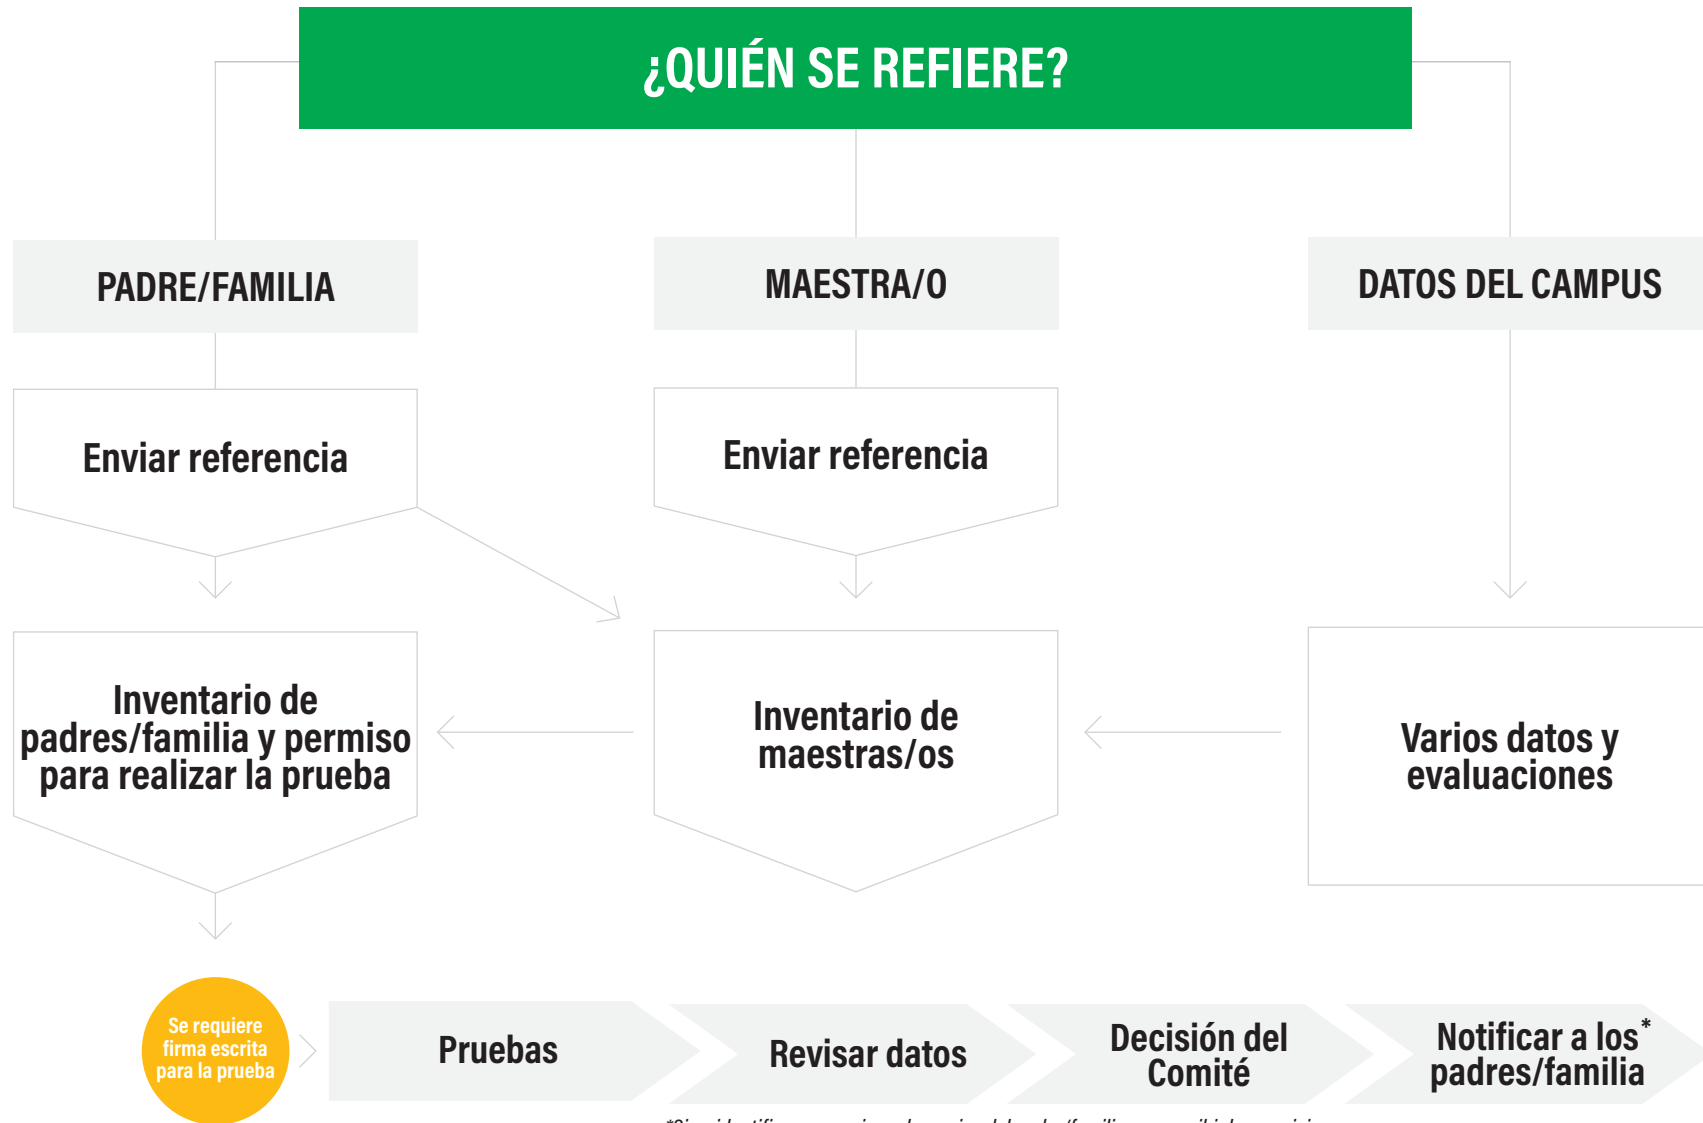 ¿QUIÉN SE REFIERE?
PADRE/FAMILIA
MAESTRA/O
DATOS DEL CAMPUS
Enviar referencia
Enviar referencia
Inventario de
padres/familia y permiso
para realizar la prueba
Inventario de
maestras/os
Varios datos y
evaluaciones
Se requiere
firma escrita
para la prueba
Pruebas
Revisar datos
Decisión del
Comité
Notificar a los*
padres/familia